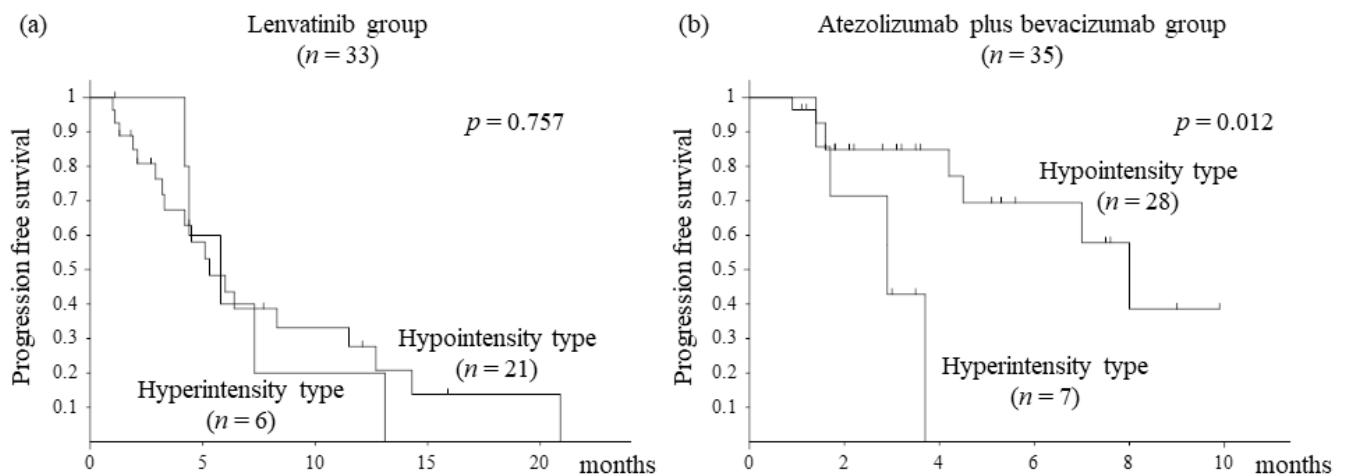 (a)
Lenvatinib group
(n = 33)
Progression free survival
1
0.9
0.8
0.7
0.6
0.5
0.4
0.3
0.2
0.1
p = 0.757
Hypointensity type
(n = 21)
Hyperintensity type
(n = 6)
0 5 10 15 20 months
(b)
Atezolizumab plus bevacizumab group
(n = 35)
Progression free survival
1
0.9
0.8
0.7
0.6
0.5
0.4
0.3
0.2
0.1
p = 0.012
Hypointensity type
(n = 28)
Hyperintensity type
(n = 7)
0 2 4 6 8 10 months